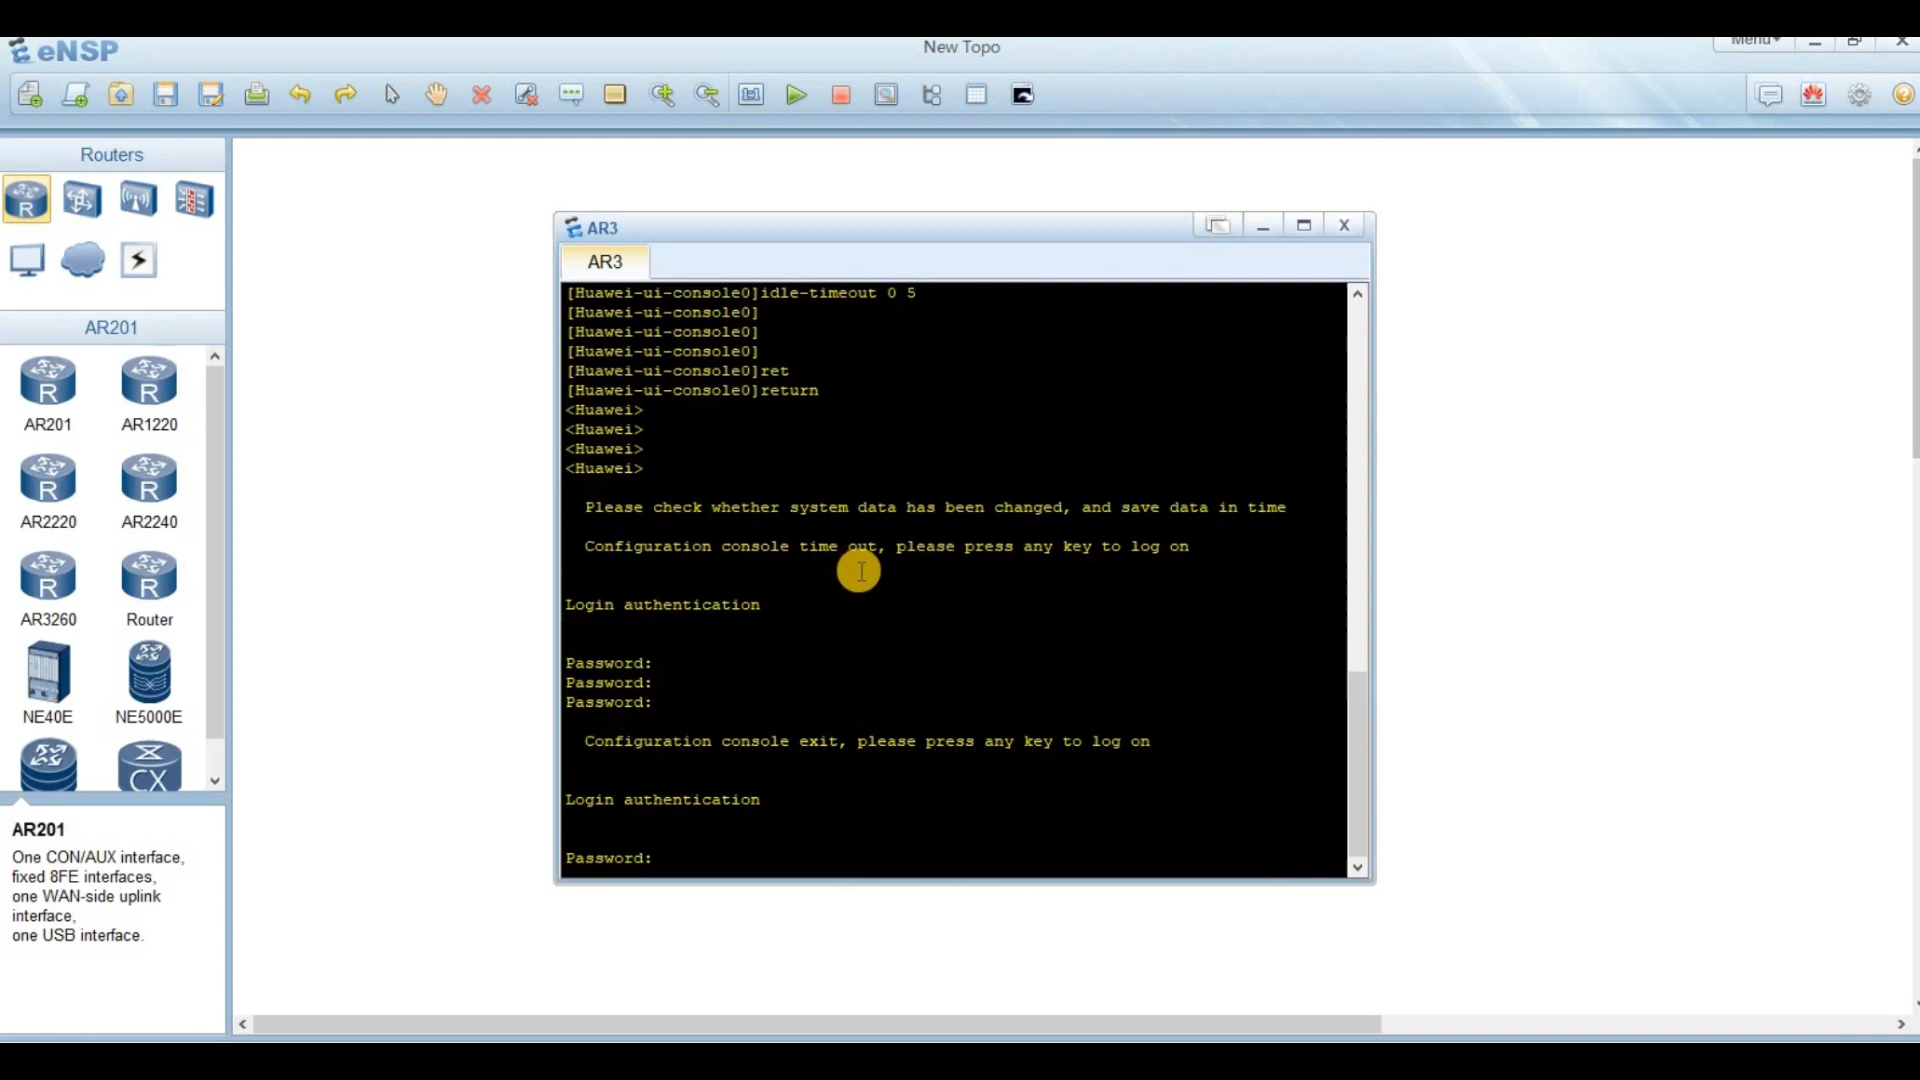 eNSP
New Topo
Menu
Routers
R
AR201
R
AR201
R
AR1220
R
AR2220
R
AR2240
R
AR3260
R
Router
NE40E
NE5000E
CX
AR201
One CON/AUX interface,
fixed 8FE interfaces,
one WAN-side uplink
interface,
one USB interface.
AR3
AR3
[Huawei-ui-console0]idle-timeout 0 5
[Huawei-ui-console0]
[Huawei-ui-console0]
[Huawei-ui-console0]
[Huawei-ui-console0]ret
[Huawei-ui-console0]return
<Huawei>
<Huawei>
<Huawei>
<Huawei>
Please check whether system data has been changed, and save data in time
Configuration console time out, please press any key to log on
Login authentication
Password:
Password:
Password:
Configuration console exit, please press any key to log on
Login authentication
Password: